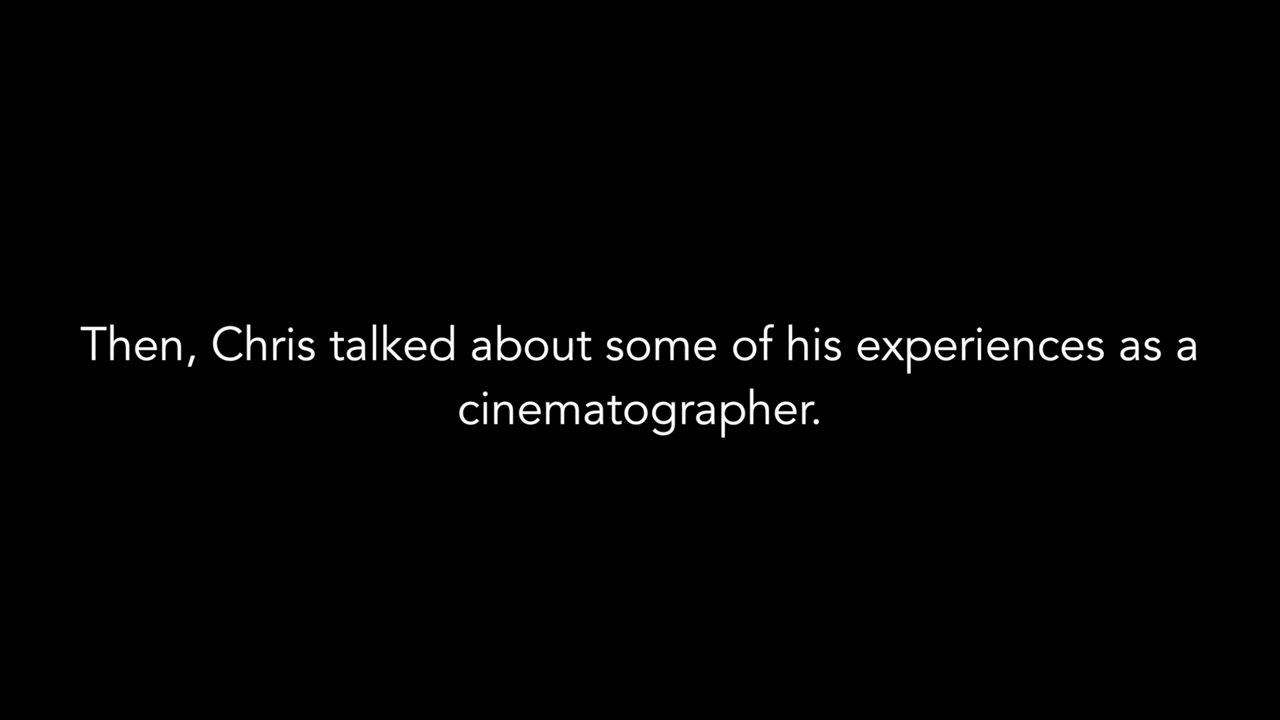 Then, Chris talked about some of his experiences as a
cinematographer.